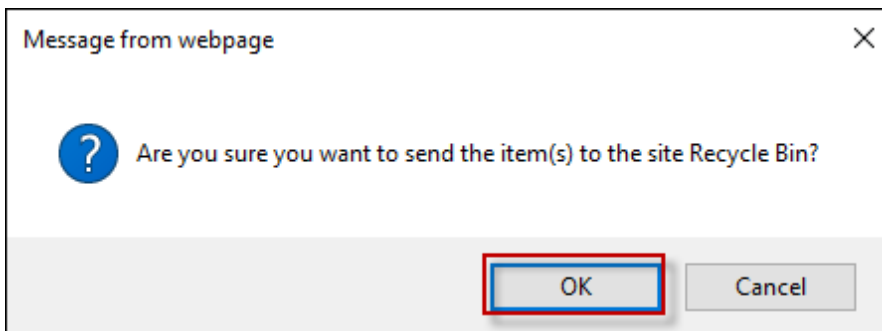 Message from webpage
Are you sure you want to send the item(s) to the site Recycle Bin?
OK
Cancel